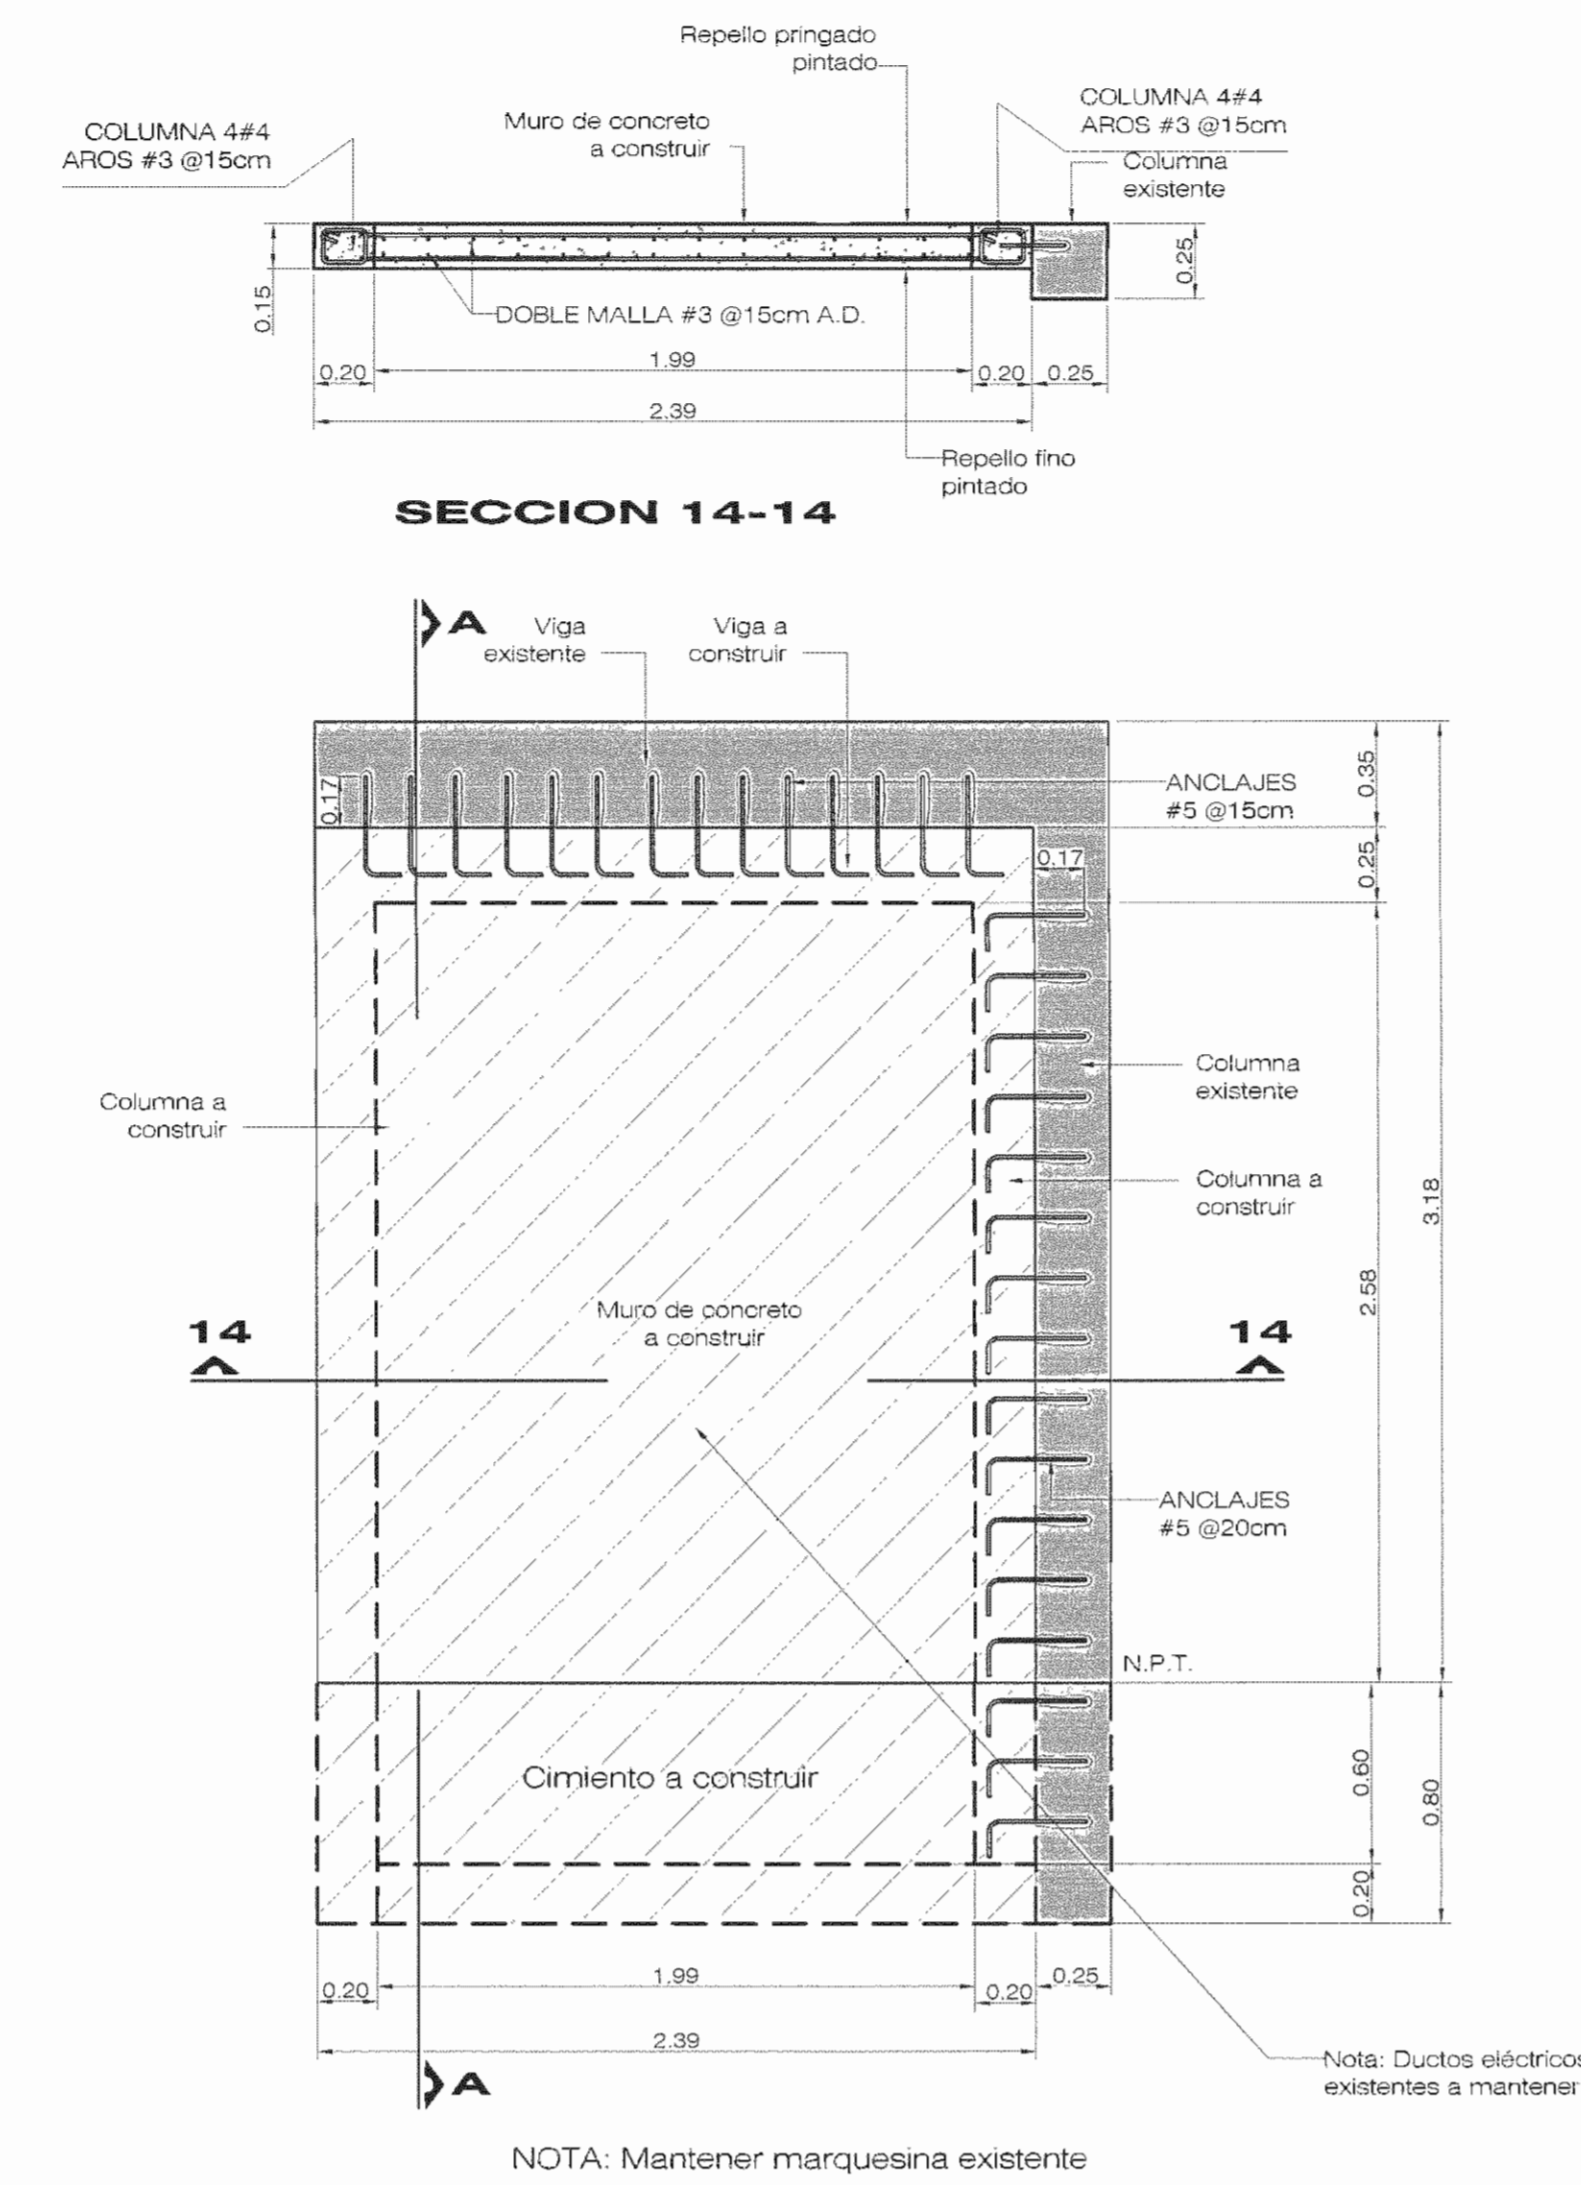 Repello pringado
pintado
COLUMNA 4#4
AROS #3 @15cm
Muro de concreto
a construir
COLUMNA 4#4
AROS #3 @15cm
Columna
existente
0.15
0.25
DOBLE MALLA #3 @15cm A.D.
0.20
1.99
0.20
0.25
2.39
Repello fino
pintado
SECCION 14-14
A
Viga
existente
Viga a
construir
0.17
ANCLAJES
#5 @15cm
0.35
0.25
0.17
Columna
existente
Columna a
construir
Columna a
construir
3.18
2.58
Muro de concreto
a construir
14
14
ANCLAJES
#5 @20cm
N.P.T.
Cimiento a construir
0.60
0.80
0.20
0.20
1.99
0.20
0.25
2.39
Nota: Ductos eléctricos
existentes a mantener
A
NOTA: Mantener marquesina existente